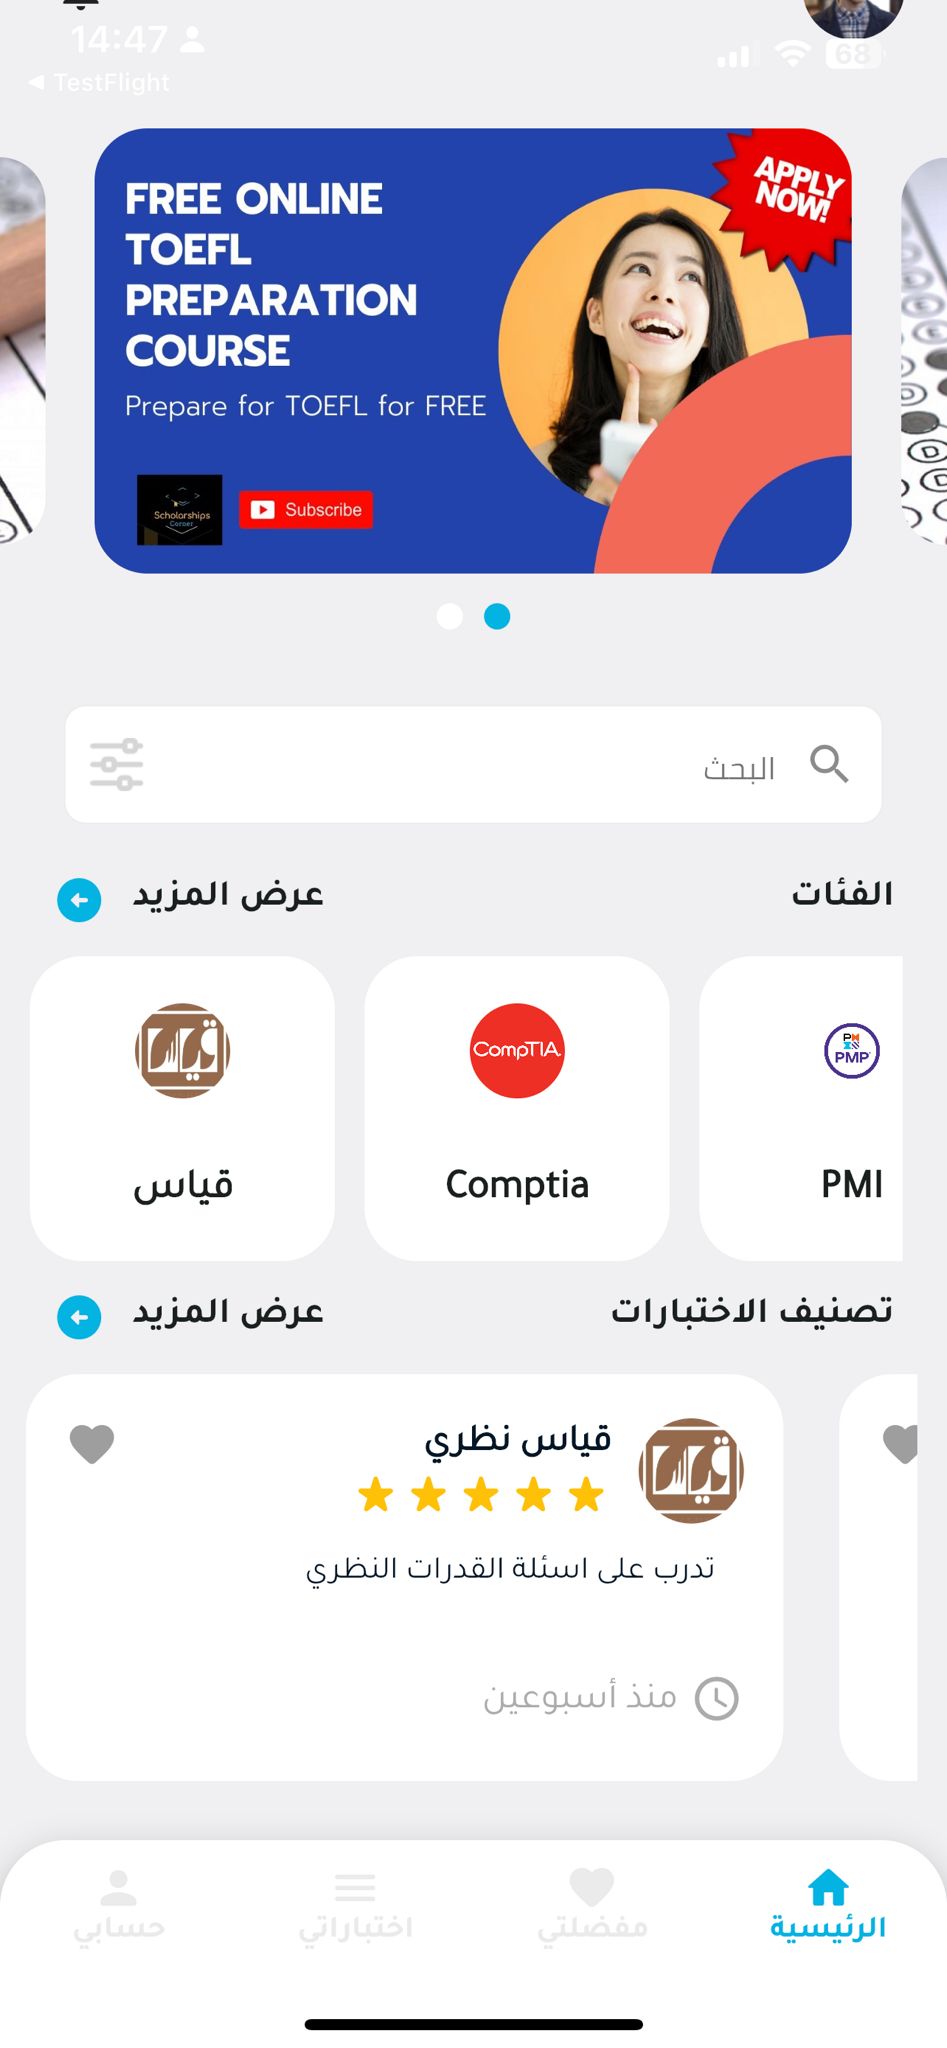 14:47
68
◀ TestFlight
FREE ONLINE
TOEFL
PREPARATION
COURSE
Prepare for TOEFL for FREE
APPLY
NOW!
Scholarships
Corner
Subscribe
البحث
الفئات
عرض المزيد
PMP
PMI
CompTIA
Comptia
قياس
قياس
تصنيف الاختبارات
عرض المزيد
قياس
قياس نظري
تدرب على اسئلة القدرات النظري
منذ أسبوعين
الرئيسية
مفضلتي
اختباراتي
حسابي